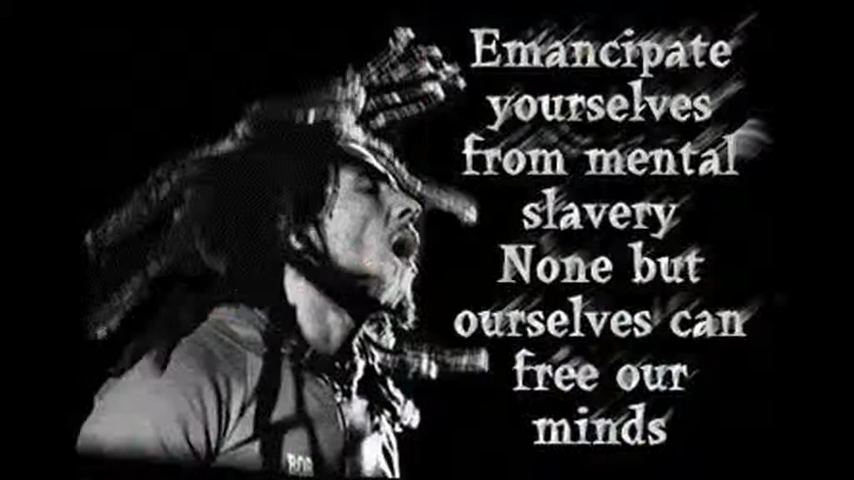 Emancipate
yourselves
from mental
slavery
None but
ourselves can
free our
minds